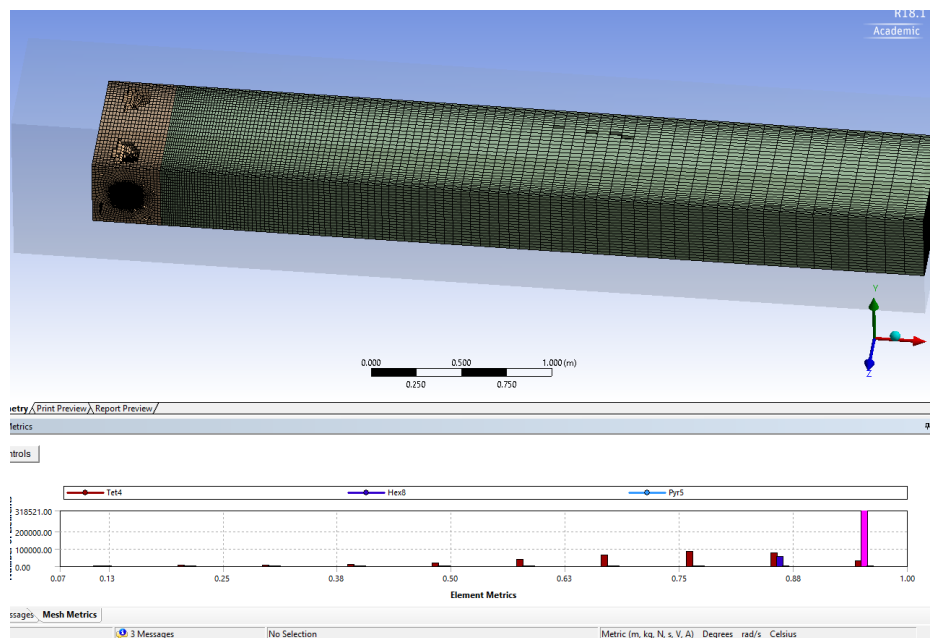 R18.1
Academic
Y
Z
0.000 0.500 1.000 (m)
0.250 0.750
etry Print Preview Report Preview
Metrics
ntrols
Tet4 Hex8 Pyr5
318521.00
200000.00
100000.00
0.00
0.07 0.13 0.25 0.38 0.50 0.63 0.75 0.88 1.00
Element Metrics
ssages Mesh Metrics
3 Messages No Selection Metric (m, kg, N, s, V, A) Degrees rad/s Celsius